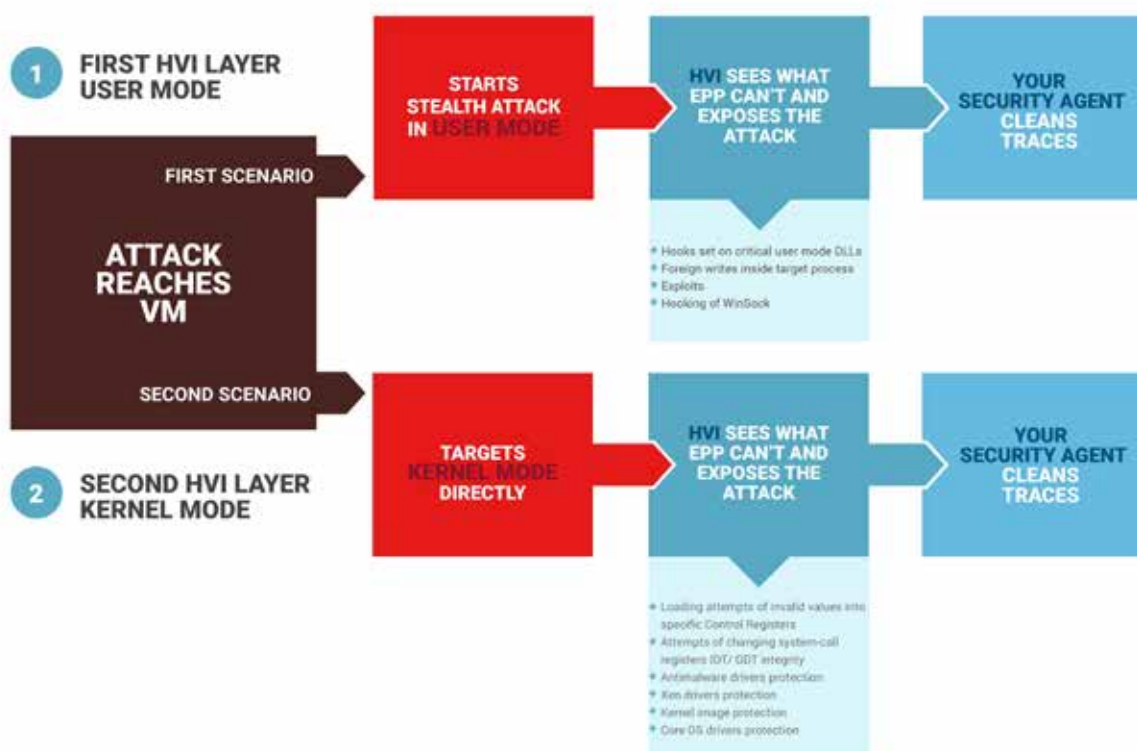 1
FIRST HVI LAYER
USER MODE
ATTACK
REACHES
VM
FIRST SCENARIO
SECOND SCENARIO
STARTS
STEALTH ATTACK
IN USER MODE
HVI SEES WHAT
EPP CAN'T AND
EXPOSES THE
ATTACK
YOUR
SECURITY AGENT
CLEANS
TRACES
Hooks set on critical user mode DLLs
Foreign writes inside target process
Exploits
Hooking of WinSock
2
SECOND HVI LAYER
KERNEL MODE
TARGETS
KERNEL MODE
DIRECTLY
HVI SEES WHAT
EPP CAN'T AND
EXPOSES THE
ATTACK
YOUR
SECURITY AGENT
CLEANS
TRACES
Loading attempts of invalid values into
specific Control Registers
Attempts of changing system-call
registers IDT/ GDT integrity
Antimalware drivers protection
Xen drivers protection
Kernel image protection
Core OS drivers protection